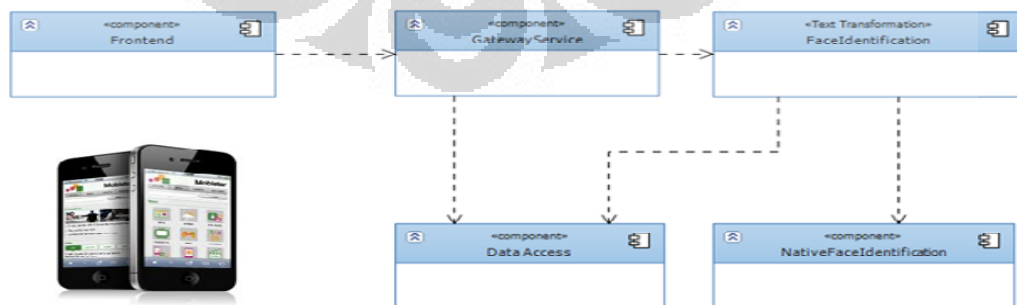 «component»
Frontend
«component»
GatewayService
«Text Transformation»
FaceIdentification
«component»
Data Access
«component»
NativeFaceIdentification